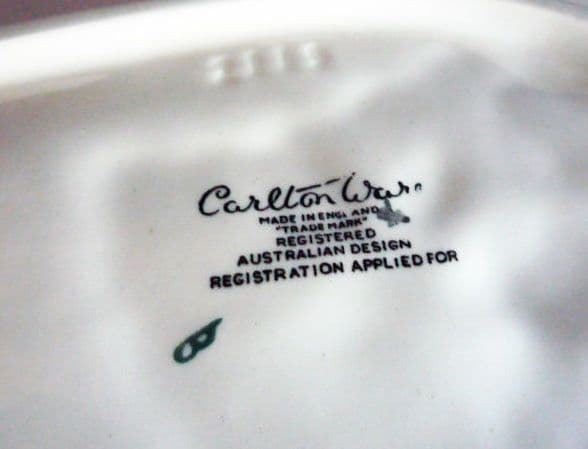 Carlton Ware
MADE IN ENGLAND
"TRADE MARK"
REGISTERED
AUSTRALIAN DESIGN
REGISTRATION APPLIED FOR